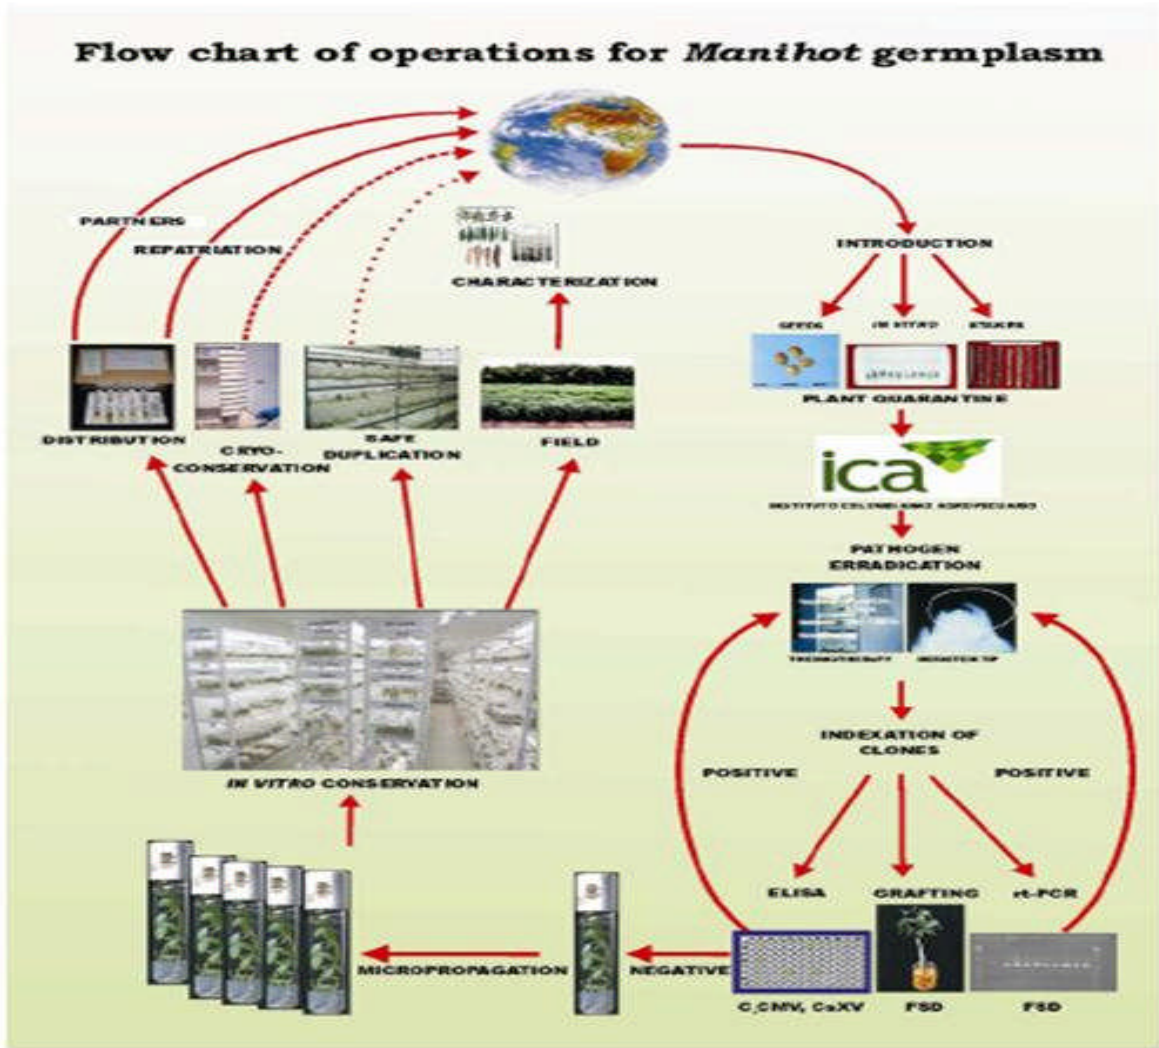 Flow chart of operations for Manihot germplasm
PARTNERS
REPATRIATION
CHARACTERIZATION
INTRODUCTION
SEEDS
IN VITRO
STAKES
PLANT QUARANTINE
ica
INSTITUTO COLOMBIANO AGROPECUARIO
PATHOGEN
ERRADICATION
THERMOTHERAPY
MERISTEM TIP
INDEXATION OF
CLONES
POSITIVE
POSITIVE
ELISA
GRAFTING
rt-PCR
C,CMV, CsXV
FSD
FSD
NEGATIVE
MICROPROPAGATION
IN VITRO CONSERVATION
DISTRIBUTION
CRYO-
CONSERVATION
SAFE
DUPLICATION
FIELD